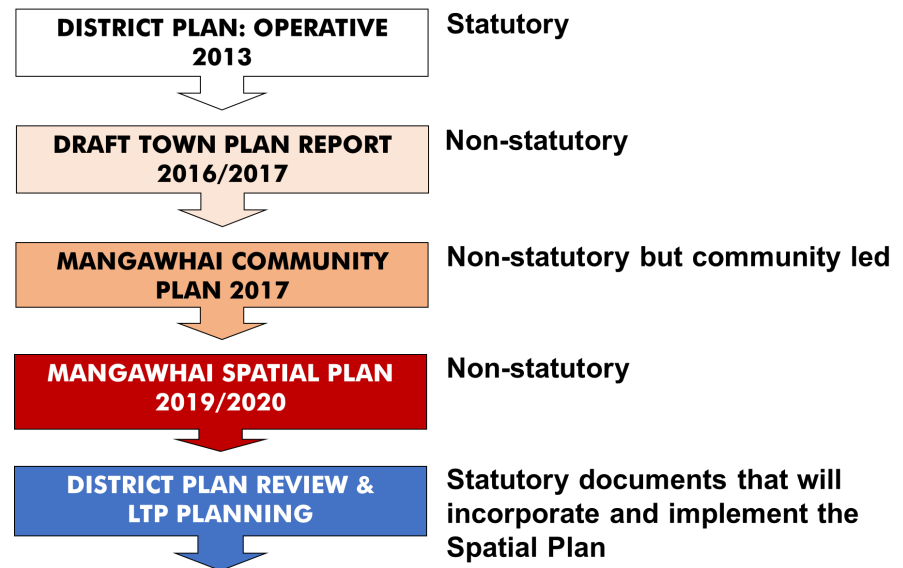 DISTRICT PLAN: OPERATIVE
2013
Statutory
DRAFT TOWN PLAN REPORT
2016/2017
Non-statutory
MANGAWHAI COMMUNITY
PLAN 2017
Non-statutory but community led
MANGAWHAI SPATIAL PLAN
2019/2020
Non-statutory
DISTRICT PLAN REVIEW &
LTP PLANNING
Statutory documents that will
incorporate and implement the
Spatial Plan